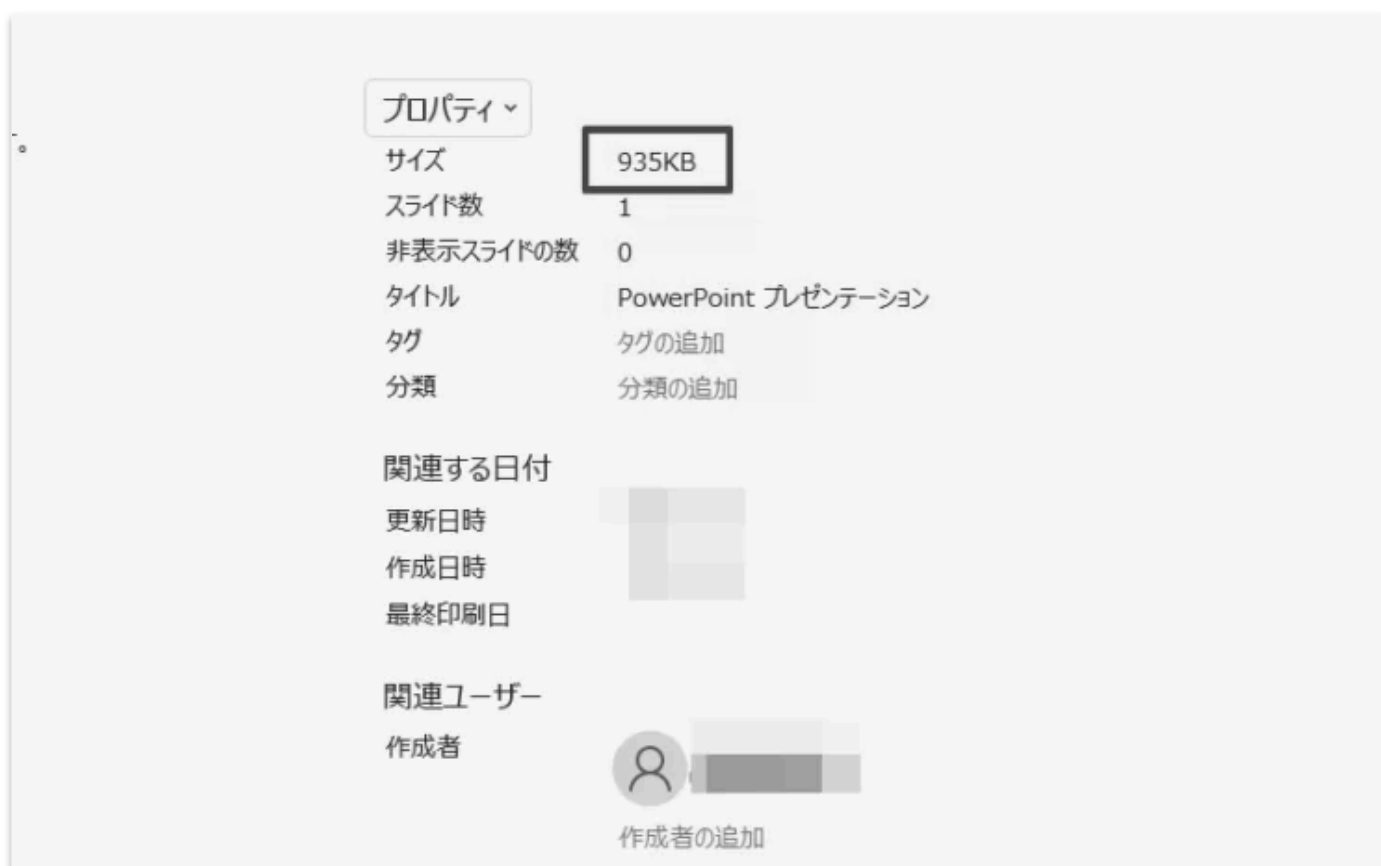 プロパティ
。
サイズ 935KB
スライド数 1
非表示スライドの数 0
タイトル PowerPoint プレゼンテーション
タグ タグの追加
分類 分類の追加
関連する日付
更新日時
作成日時
最終印刷日
関連ユーザー
作成者
作成者の追加